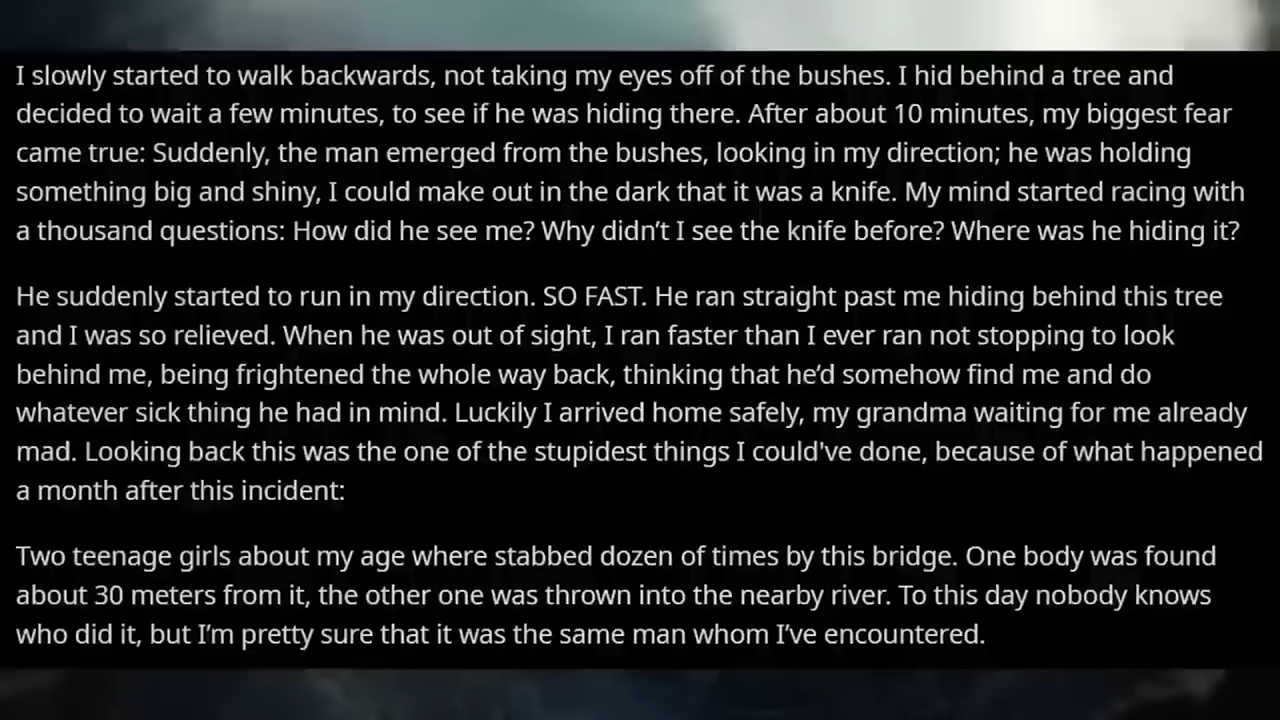 I slowly started to walk backwards, not taking my eyes off of the bushes. I hid behind a tree and
decided to wait a few minutes, to see if he was hiding there. After about 10 minutes, my biggest fear
came true: Suddenly, the man emerged from the bushes, looking in my direction; he was holding
something big and shiny, I could make out in the dark that it was a knife. My mind started racing with
a thousand questions: How did he see me? Why didn’t I see the knife before? Where was he hiding it?
He suddenly started to run in my direction. SO FAST. He ran straight past me hiding behind this tree
and I was so relieved. When he was out of sight, I ran faster than I ever ran not stopping to look
behind me, being frightened the whole way back, thinking that he’d somehow find me and do
whatever sick thing he had in mind. Luckily I arrived home safely, my grandma waiting for me already
mad. Looking back this was the one of the stupidest things I could've done, because of what happened
a month after this incident:
Two teenage girls about my age where stabbed dozen of times by this bridge. One body was found
about 30 meters from it, the other one was thrown into the nearby river. To this day nobody knows
who did it, but I’m pretty sure that it was the same man whom I’ve encountered.